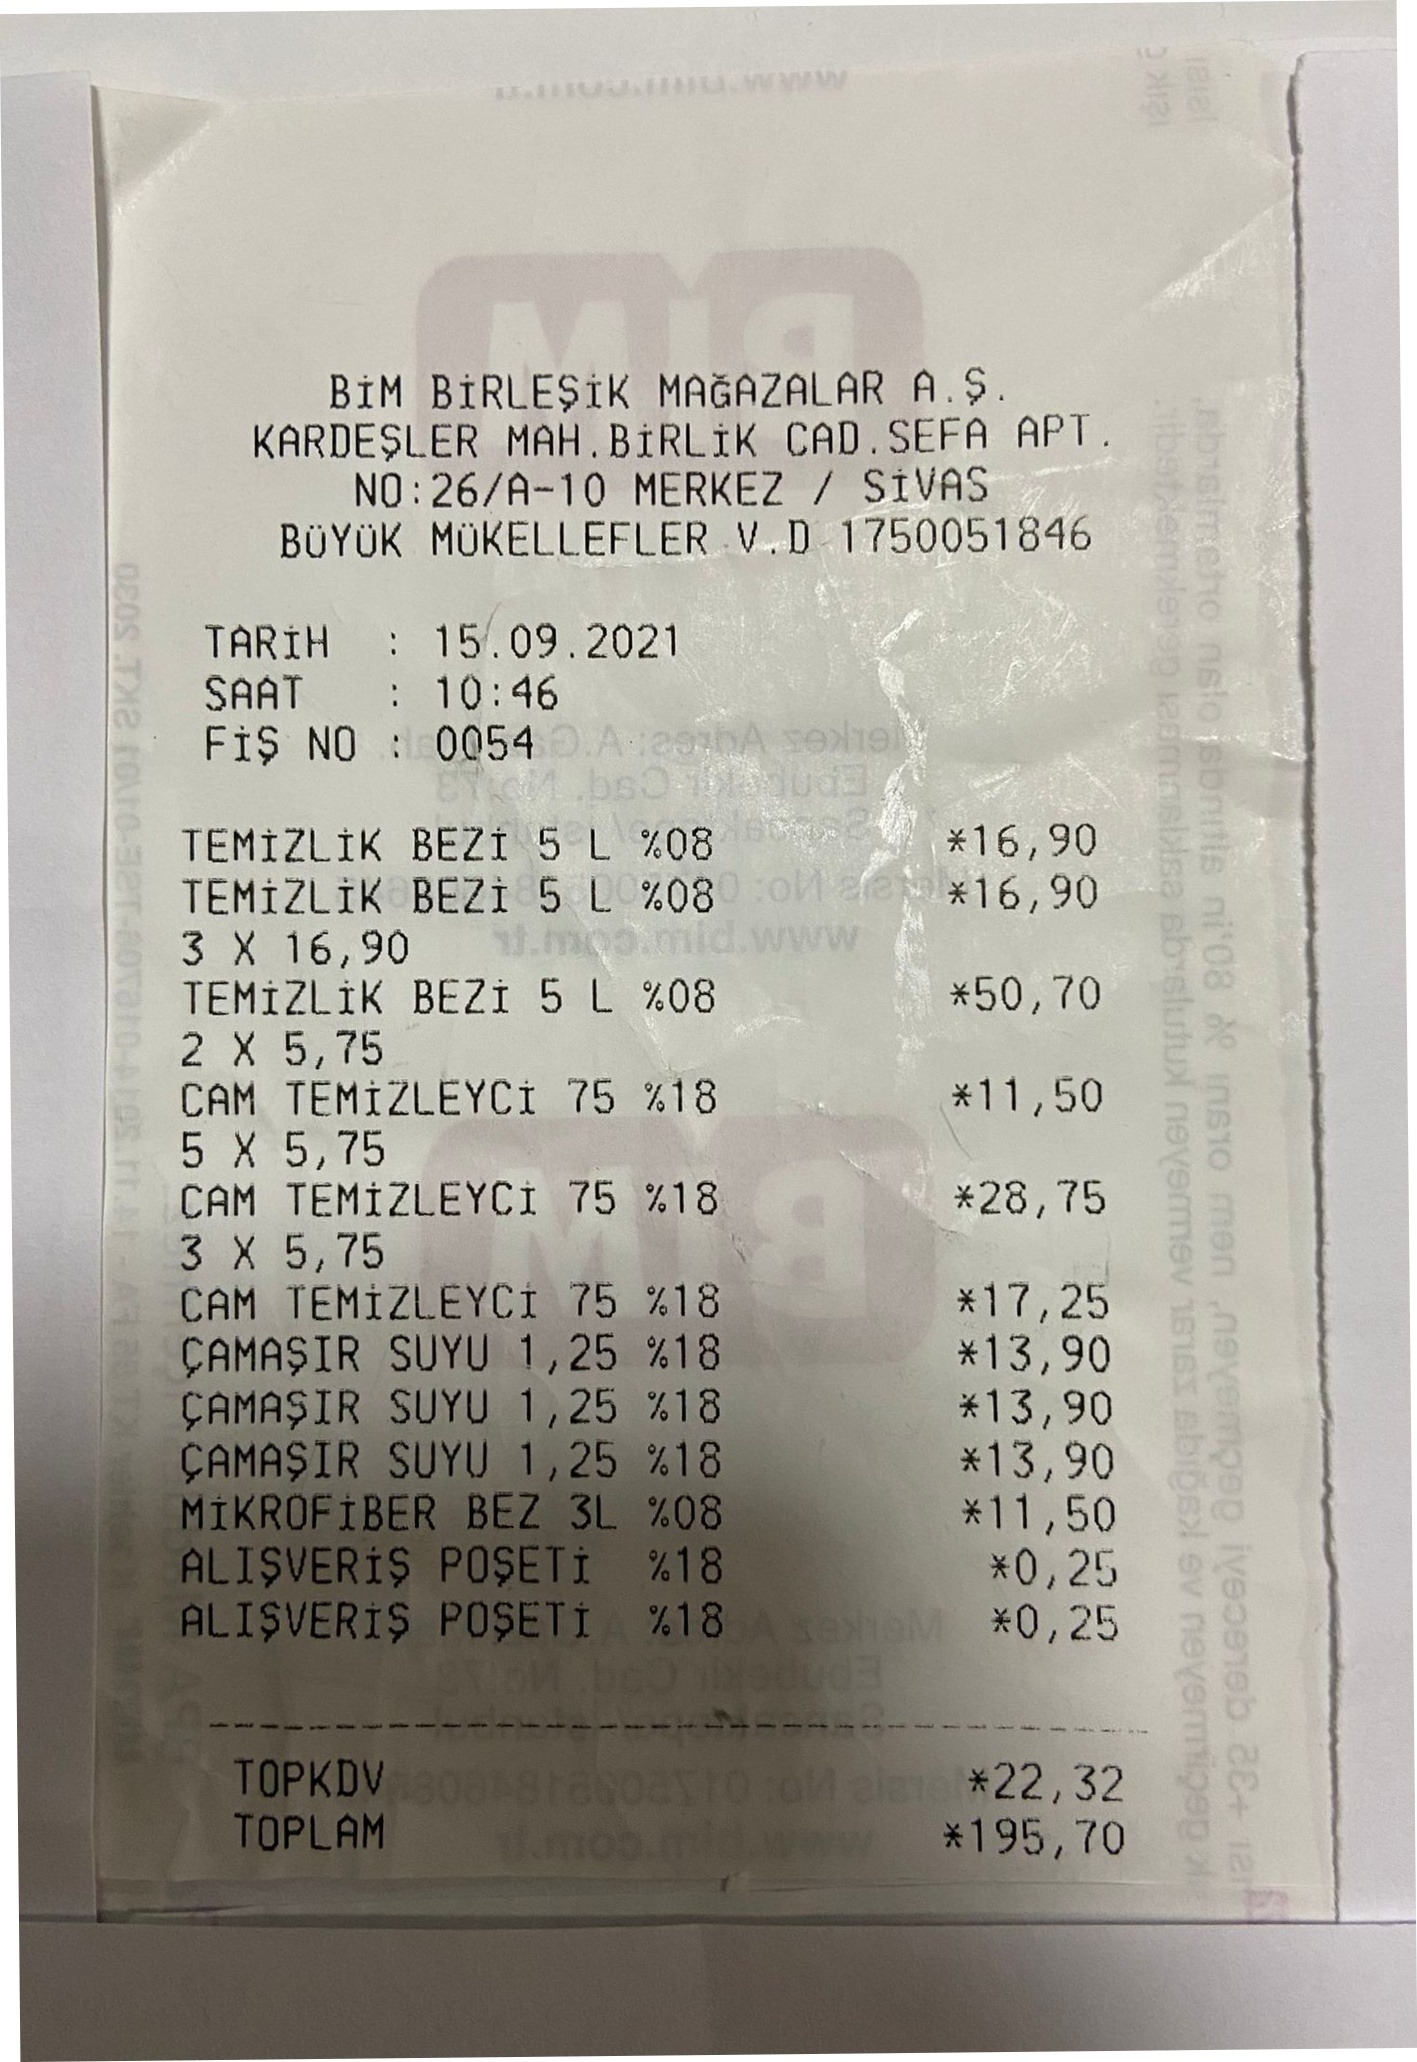 BİM BİRLEŞİK MAĞAZALAR A.Ş.
KARDEŞLER MAH.BİRLİK CAD.SEFA APT.
NO:26/A-10 MERKEZ / SİVAS
BÜYÜK MÜKELLEFLER V.D 1750051846
TARİH : 15.09.2021
SAAT : 10:46
FİŞ NO : 0054
TEMİZLİK BEZİ 5 L %08 *16,90
TEMİZLİK BEZİ 5 L %08 *16,90
3 X 16,90
TEMİZLİK BEZİ 5 L %08 *50,70
2 X 5,75
CAM TEMİZLEYCİ 75 %18 *11,50
5 X 5,75
CAM TEMİZLEYCİ 75 %18 *28,75
3 X 5,75
CAM TEMİZLEYCİ 75 %18 *17,25
ÇAMAŞIR SUYU 1,25 %18 *13,90
ÇAMAŞIR SUYU 1,25 %18 *13,90
ÇAMAŞIR SUYU 1,25 %18 *13,90
MİKROFİBER BEZ 3L %08 *11,50
ALIŞVERİŞ POŞETİ %18 *0,25
ALIŞVERİŞ POŞETİ %18 *0,25
TOPKDV *22,32
TOPLAM *195,70